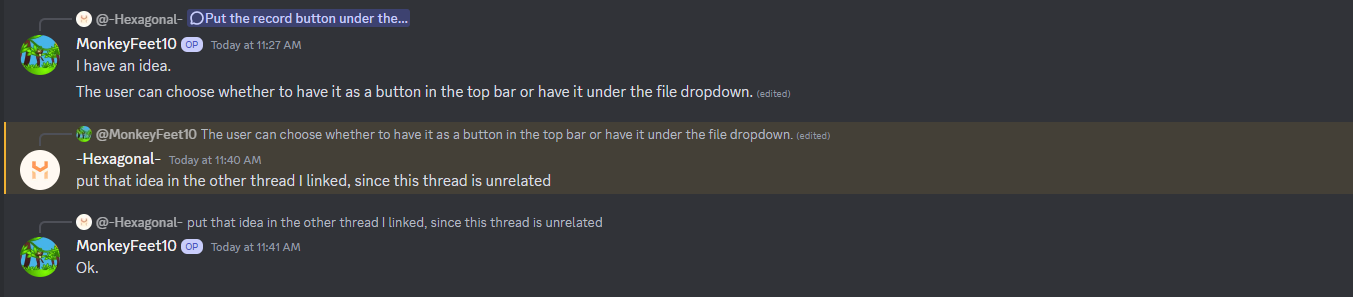 @-Hexagonal- Put the record button under the...
MonkeyFeet10 OP Today at 11:27 AM
I have an idea.
The user can choose whether to have it as a button in the top bar or have it under the file dropdown. (edited)
@MonkeyFeet10 The user can choose whether to have it as a button in the top bar or have it under the file dropdown. (edited)
-Hexagonal- Today at 11:40 AM
put that idea in the other thread I linked, since this thread is unrelated
@-Hexagonal- put that idea in the other thread I linked, since this thread is unrelated
MonkeyFeet10 OP Today at 11:41 AM
Ok.